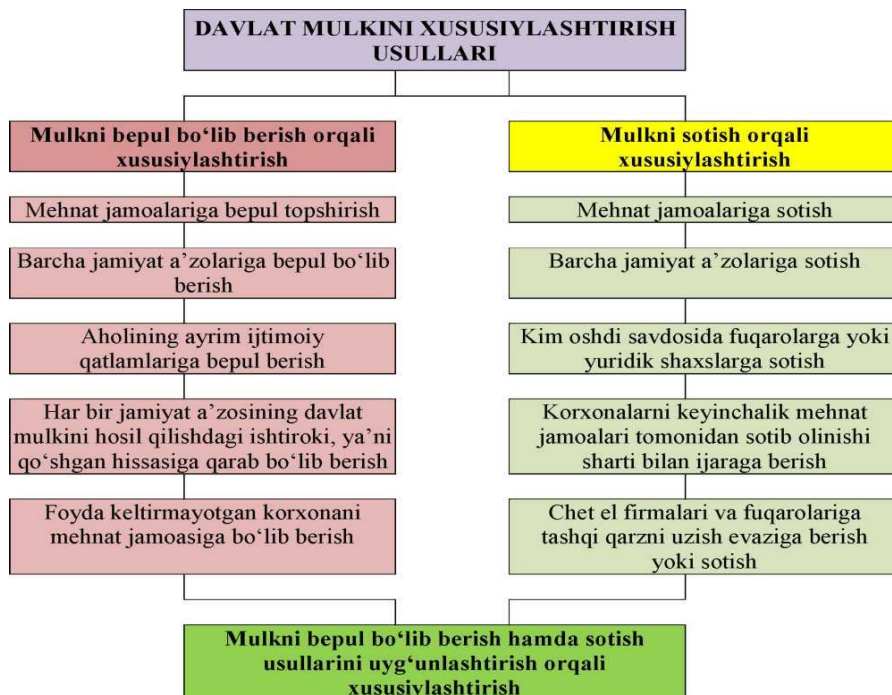 DAVLAT MULKINI XUSUSIYLASHTIRISH
USULLARI
Mulkni bepul bo‘lib berish orqali
xususiylashtirish
Mehnat jamoalariga bepul topshirish
Barcha jamiyat a’zolariga bepul bo‘lib
berish
Aholining ayrim ijtimoiy
qatlamlariga bepul berish
Har bir jamiyat a’zosining davlat
mulkini hosil qilishdagi ishtiroki, ya’ni
qo‘shgan hissasiga qarab bo‘lib berish
Foyda keltirmayotgan korxonani
mehnat jamoasiga bo‘lib berish
Mulkni sotish orqali
xususiylashtirish
Mehnat jamoalariga sotish
Barcha jamiyat a’zolariga sotish
Kim oshdi savdosida fuqarolarga yoki
yuridik shaxslarga sotish
Korxonalarni keyinchalik mehnat
jamoalari tomonidan sotib olinishi
sharti bilan ijaraga berish
Chet el firmalari va fuqarolariga
tashqi qarzni uzish evaziga berish
yoki sotish
Mulkni bepul bo‘lib berish hamda sotish
usullarini uyg‘unlashtirish orqali
xususiylashtirish